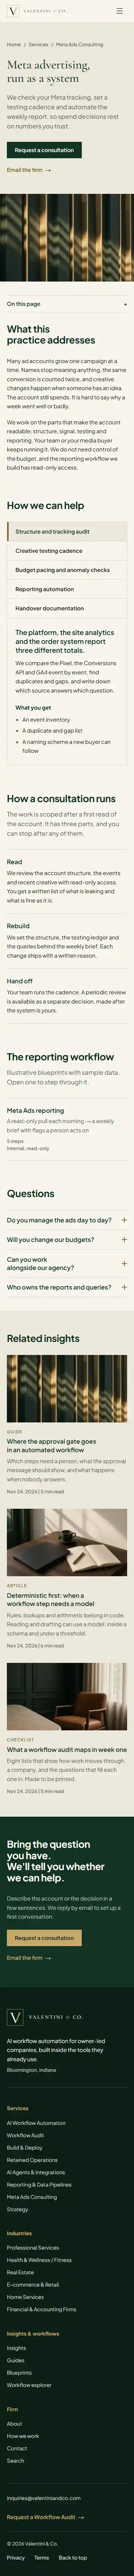 VALENTINI & CO.
Home / Services / Meta Ads Consulting
Meta advertising,
run as a system
We check your Meta tracking, set a
testing cadence and automate the
weekly report, so spend decisions rest
on numbers you trust.
Request a consultation
Email the firm →
On this page +
What this
practice addresses
Many ad accounts grow one campaign at a
time. Names stop meaning anything, the same
conversion is counted twice, and creative
changes happen when someone has an idea.
The account still spends. It is hard to say why a
week went well or badly.
We work on the parts that make the account
readable: structure, signal, testing and
reporting. Your team or your media buyer
keeps running it. We do not need control of
the budget, and the reporting workflow we
build has read-only access.
How we can help
Structure and tracking audit
Creative testing cadence
Budget pacing and anomaly checks
Reporting automation
Handover documentation
The platform, the site analytics
and the order system report
three different totals.
We compare the Pixel, the Conversions
API and GA4 event by event, find
duplicates and gaps, and write down
which source answers which question.
What you get
• An event inventory
• A duplicate and gap list
• A naming scheme a new buyer can
follow
How a consultation runs
The work is scoped after a first read of
the account. It has three parts, and you
can stop after any of them.
Read
We review the account structure, the events
and recent creative with read-only access.
You get a written list of what is leaking and
what is fine as it is.
Rebuild
We set the structure, the testing ledger and
the queries behind the weekly brief. Each
change ships with a written reason.
Hand off
Your team runs the cadence. A periodic review
is available as a separate decision, made after
the system is yours.
The reporting workflow
Illustrative blueprints with sample data.
Open one to step through it.
Meta Ads reporting
A read-only pull each morning → a weekly
brief with flags a person acts on
5 steps
Internal, read-only
Questions
Do you manage the ads day to day? +
Will you change our budgets? +
Can you work
alongside our agency? +
Who owns the reports and queries? +
Related insights
GUIDE
Where the approval gate goes
in an automated workflow
Which steps need a person, what the approval
message should show, and what happens
when nobody answers.
Nov 24, 2026 | 5 min read
ARTICLE
Deterministic first: when a
workflow step needs a model
Rules, lookups and arithmetic belong in code.
Reading and drafting can use a model, inside a
schema and under a threshold.
Nov 24, 2026 | 6 min read
CHECKLIST
What a workflow audit maps in week one
Eight lists that show how work moves through
a company, and the questions that fill each
one in. Made to be printed.
Nov 24, 2026 | 5 min read
Bring the question
you have.
We'll tell you whether
we can help.
Describe the account or the decision in a
few sentences. We reply by email to set up a
first conversation.
Request a consultation
Email the firm →
VALENTINI & CO.
AI workflow automation for owner-led
companies, built inside the tools they
already use.
Bloomington, Indiana
Services
AI Workflow Automation
Workflow Audit
Build & Deploy
Retained Operations
AI Agents & Integrations
Reporting & Data Pipelines
Meta Ads Consulting
Strategy
Industries
Professional Services
Health & Wellness / Fitness
Real Estate
E-commerce & Retail
Home Services
Financial & Accounting Firms
Insights & workflows
Insights
Guides
Blueprints
Workflow explorer
Firm
About
How we work
Contact
Search
inquiries@valentiniandco.com
Request a Workflow Audit →
© 2026 Valentini & Co.
Privacy Terms Back to top